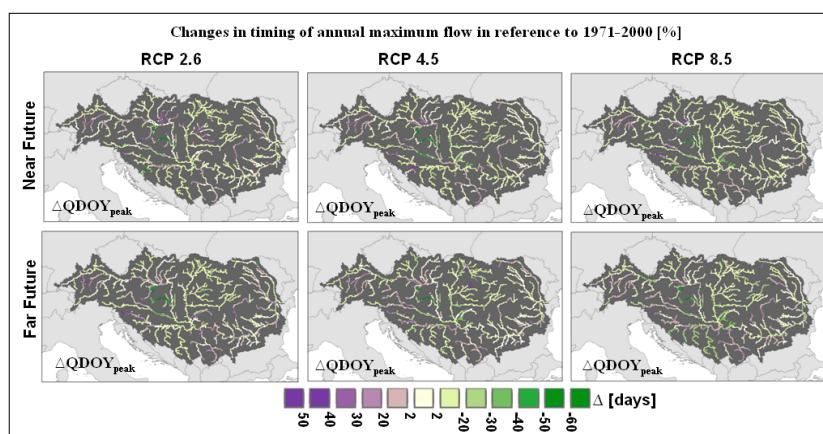 Changes in timing of annual maximum flow in reference to 1971-2000 [%]
RCP 2.6
RCP 4.5
RCP 8.5
Near Future
ΔQDOYpeak
ΔQDOYpeak
ΔQDOYpeak
Far Future
ΔQDOYpeak
ΔQDOYpeak
ΔQDOYpeak
Δ [days]
50
40
30
20
2
2
-20
-30
-40
-50
-60